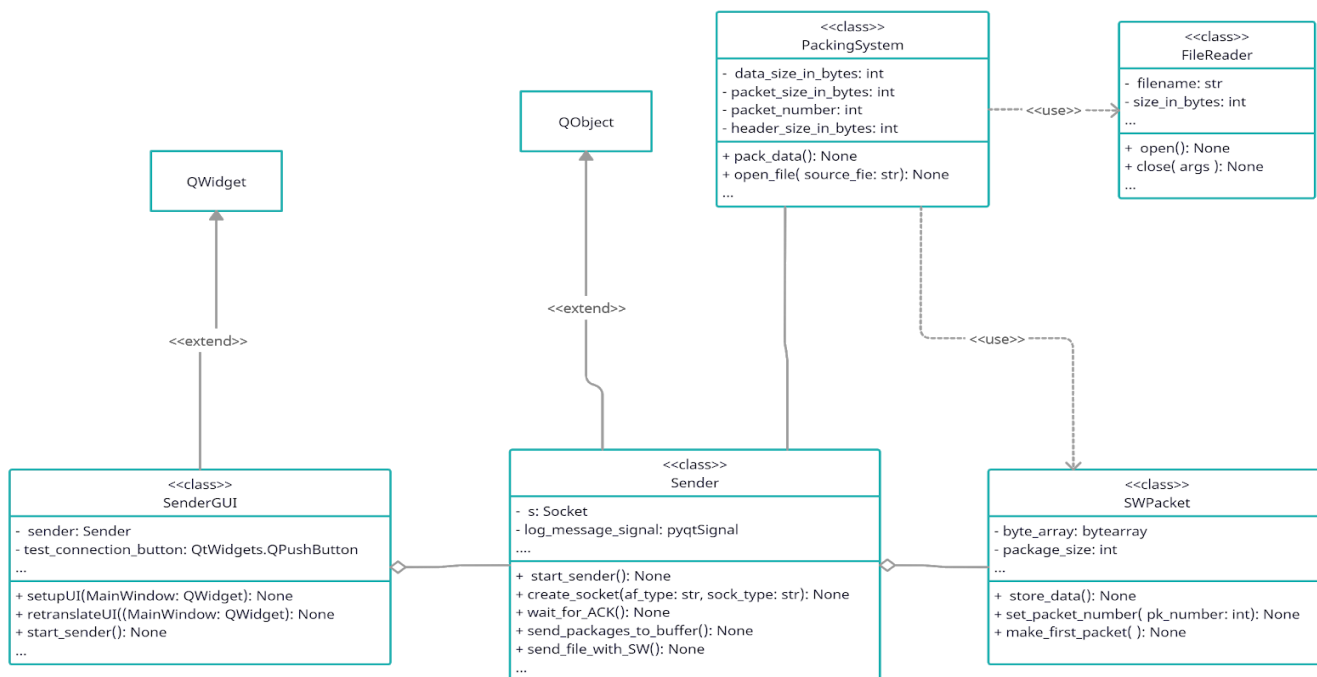 <<class>>
PackingSystem
- data_size_in_bytes: int
- packet_size_in_bytes: int
- packet_number: int
- header_size_in_bytes: int
+ pack_data(): None
+ open_file( source_fie: str): None
...
<<class>>
FileReader
- filename: str
- size_in_bytes: int
...
+ open(): None
+ close( args ): None
...
<<use>>
QObject
QWidget
<<extend>>
<<extend>>
<<use>>
<<class>>
SenderGUI
- sender: Sender
- test_connection_button: QtWidgets.QPushButton
...
+ setupUI(MainWindow: QWidget): None
+ retranslateUI((MainWindow: QWidget): None
+ start_sender(): None
...
<<class>>
Sender
- s: Socket
- log_message_signal: pyqtSignal
....
+ start_sender(): None
+ create_socket(af_type: str, sock_type: str): None
+ wait_for_ACK(): None
+ send_packages_to_buffer(): None
+ send_file_with_SW(): None
...
<<class>>
SWPacket
- byte_array: bytearray
- package_size: int
...
+ store_data(): None
+ set_packet_number( pk_number: int): None
+ make_first_packet( ): None